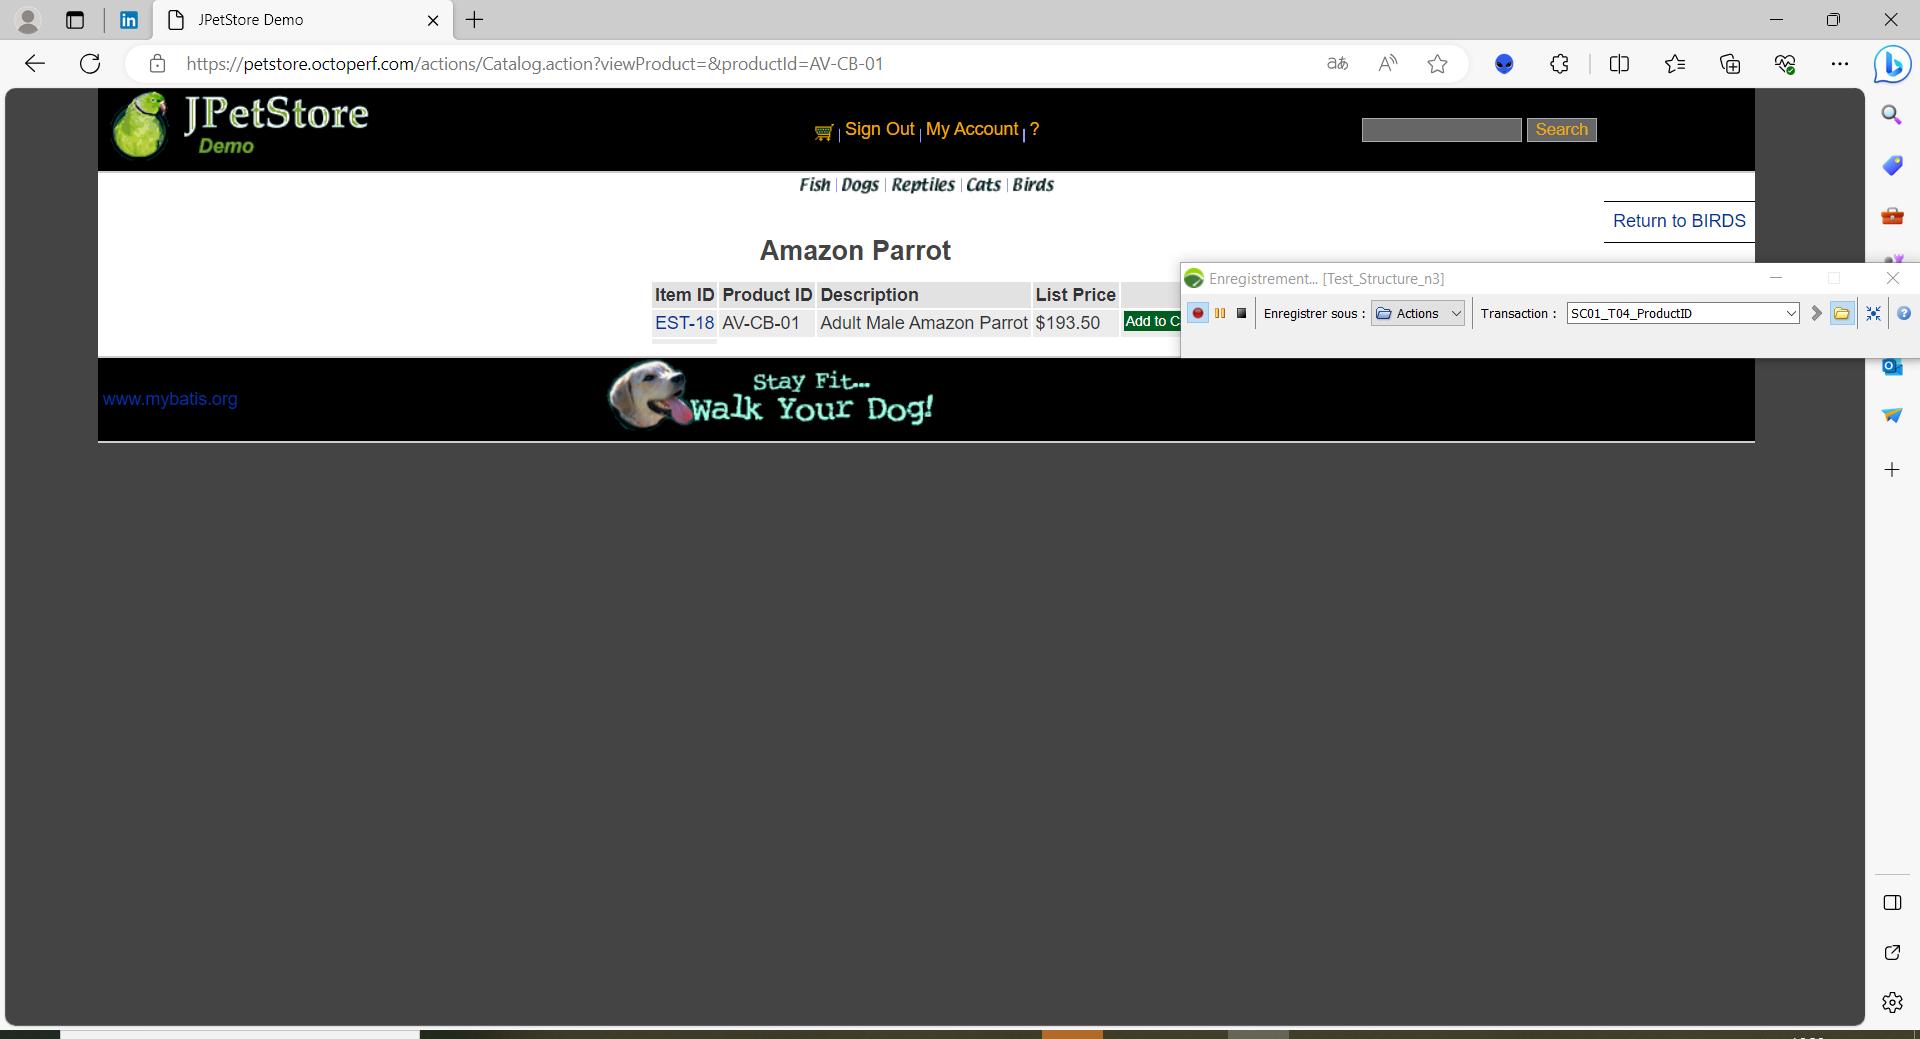 JPetStore Demo
https://petstore.octoperf.com/actions/Catalog.action?viewProduct=&productId=AV-CB-01
JPetStore
Demo
Sign Out
My Account
?
Search
Fish
Dogs
Reptiles
Cats
Birds
Return to BIRDS
Amazon Parrot
Enregistrement... [Test_Structure_n3]
Enregistrer sous :
Actions
Transaction :
SC01_T04_ProductID
Item ID Product ID Description List Price
EST-18 AV-CB-01 Adult Male Amazon Parrot $193.50 Add to C
www.mybatis.org
Stay Fit...
Walk Your Dog!